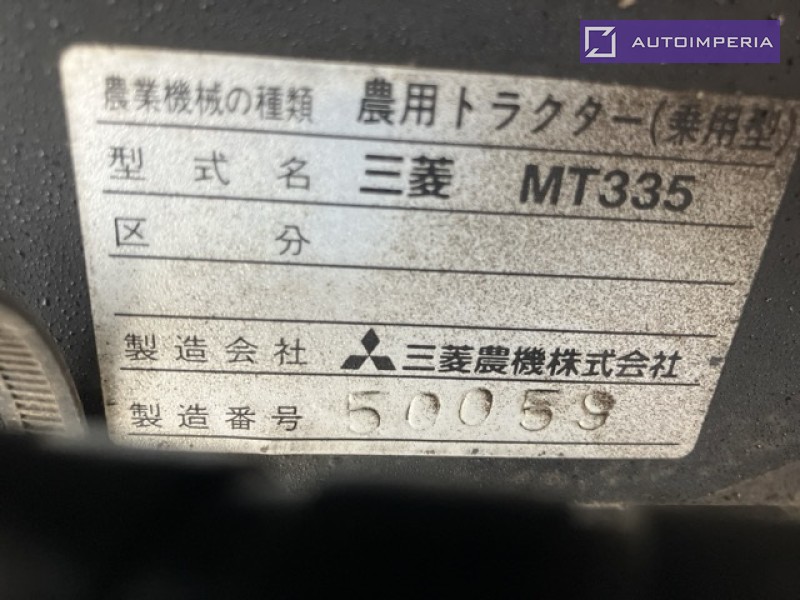 AUTOIMPERIA
農業機械の種類 農用トラクター(乗用型)
型式名 三菱 MT335
区分
製造会社 三菱農機株式会社
製造番号 50059